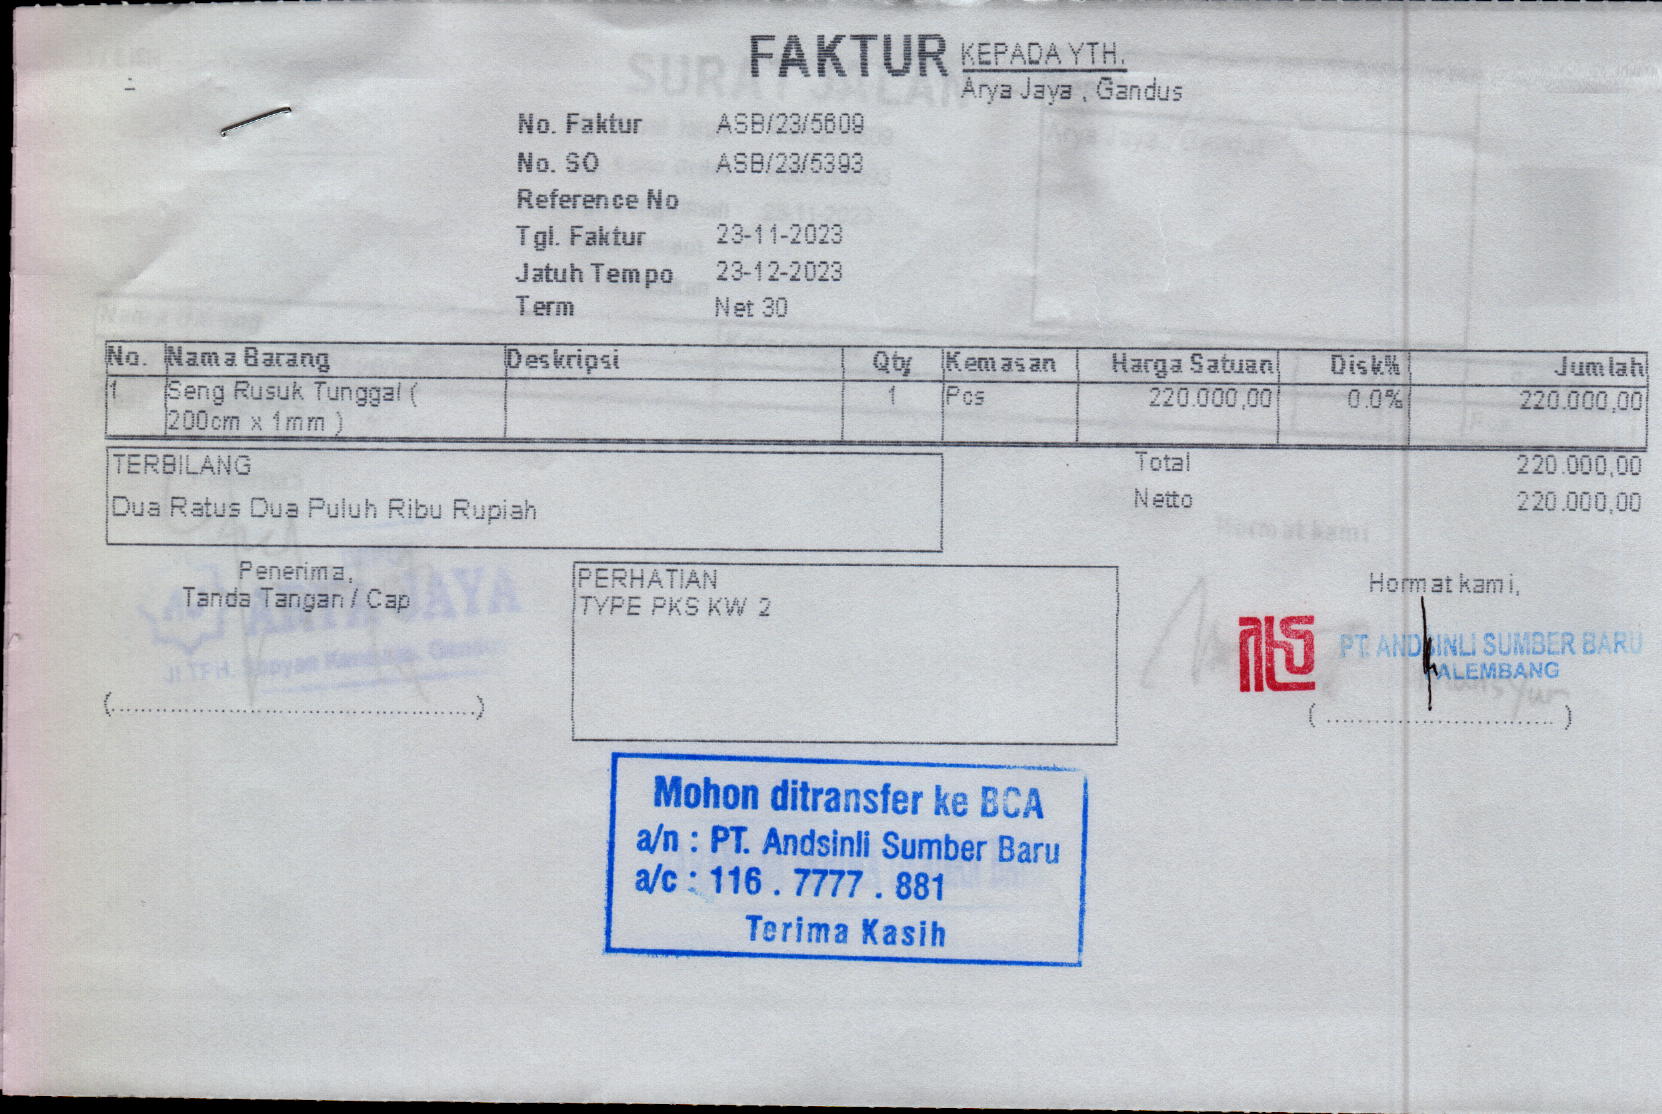 FAKTUR
KEPADA YTH.
Arya Jaya , Gandus
No. Faktur ASB/23/5609
No. SO ASB/23/5393
Reference No
Tgl. Faktur 23-11-2023
Jatuh Tempo 23-12-2023
Term Net 30
No. Nama Barang Deskripsi Qty Kemasan Harga Satuan Disk% Jumlah
1 Seng Rusuk Tunggal ( 1 Pcs 220.000,00 0.0% 220.000,00
200cm x 1mm )
TERBILANG
Dua Ratus Dua Puluh Ribu Rupiah
Total 220.000,00
Netto 220.000,00
Penerima,
Tanda Tangan / Cap
(................................................)
PERHATIAN
TYPE PKS KW 2
Hormat kami,
PT. ANDSINLI SUMBER BARU
PALEMBANG
( ............................. )
Mohon ditransfer ke BCA
a/n : PT. Andsinli Sumber Baru
a/c : 116 . 7777 . 881
Terima Kasih